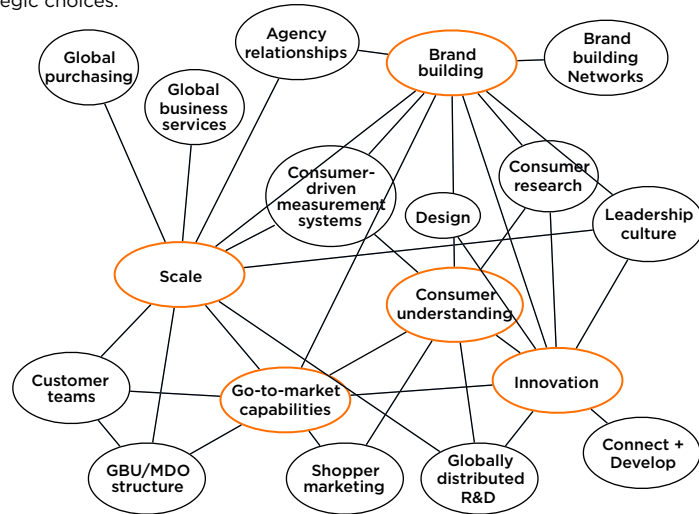 egic choices.
Agency
relationships
Brand
building
Brand
building
Networks
Global
purchasing
Global
business
services
Consumer-
driven
measurement
systems
Consumer
research
Design
Leadership
culture
Scale
Consumer
understanding
Customer
teams
Go-to-market
capabilities
Innovation
GBU/MDO
structure
Shopper
marketing
Globally
distributed
R&D
Connect +
Develop